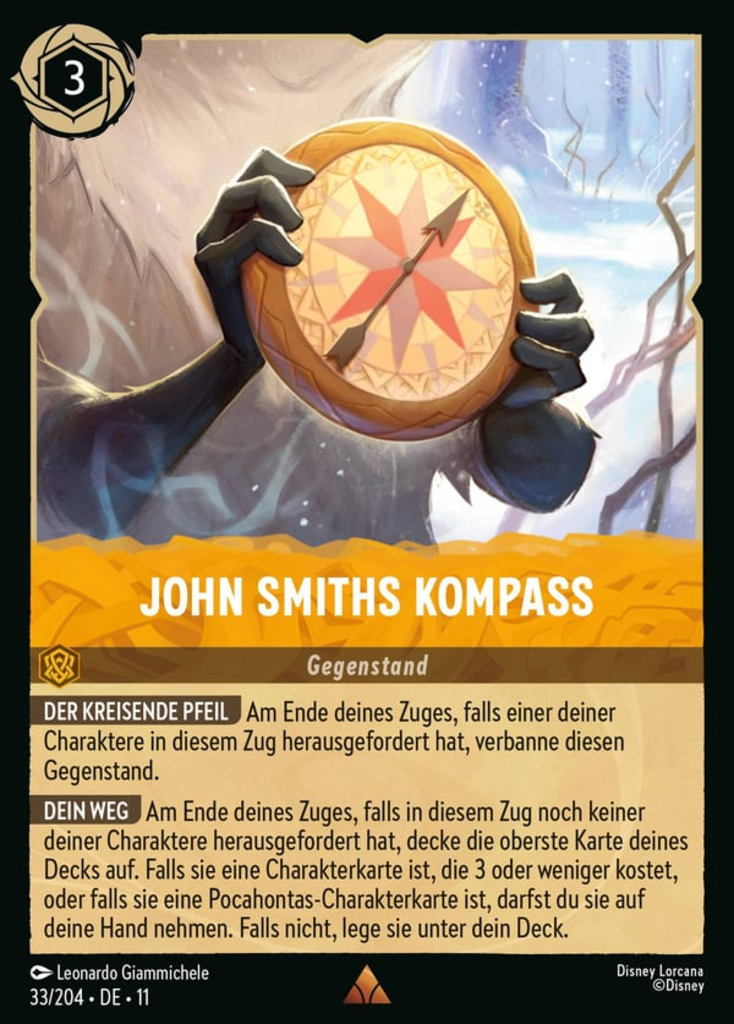 3
JOHN SMITHS KOMPASS
Gegenstand
DER KREISENDE PFEIL Am Ende deines Zuges, falls einer deiner
Charaktere in diesem Zug herausgefordert hat, verbanne diesen
Gegenstand.
DEIN WEG Am Ende deines Zuges, falls in diesem Zug noch keiner
deiner Charaktere herausgefordert hat, decke die oberste Karte deines
Decks auf. Falls sie eine Charakterkarte ist, die 3 oder weniger kostet,
oder falls sie eine Pocahontas-Charakterkarte ist, darfst du sie auf
deine Hand nehmen. Falls nicht, lege sie unter dein Deck.
Leonardo Giammichele
33/204 • DE • 11
Disney Lorcana
©Disney